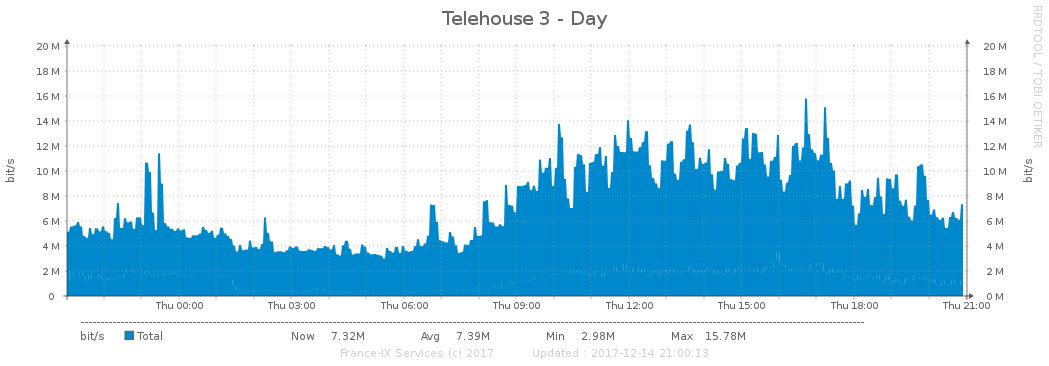 Telehouse 3 - Day
RRDTOOL / TOBI OETIKER
bit/s
20 M 20 M
18 M 18 M
16 M 16 M
14 M 14 M
12 M 12 M
10 M 10 M
8 M 8 M
6 M 6 M
4 M 4 M
2 M 2 M
0 0 M
bit/s
Thu 00:00 Thu 03:00 Thu 06:00 Thu 09:00 Thu 12:00 Thu 15:00 Thu 18:00 Thu 21:00
bit/s Total Now 7.32M Avg 7.39M Min 2.98M Max 15.78M
France-IX Services (c) 2017 Updated : 2017-12-14 21:00:13